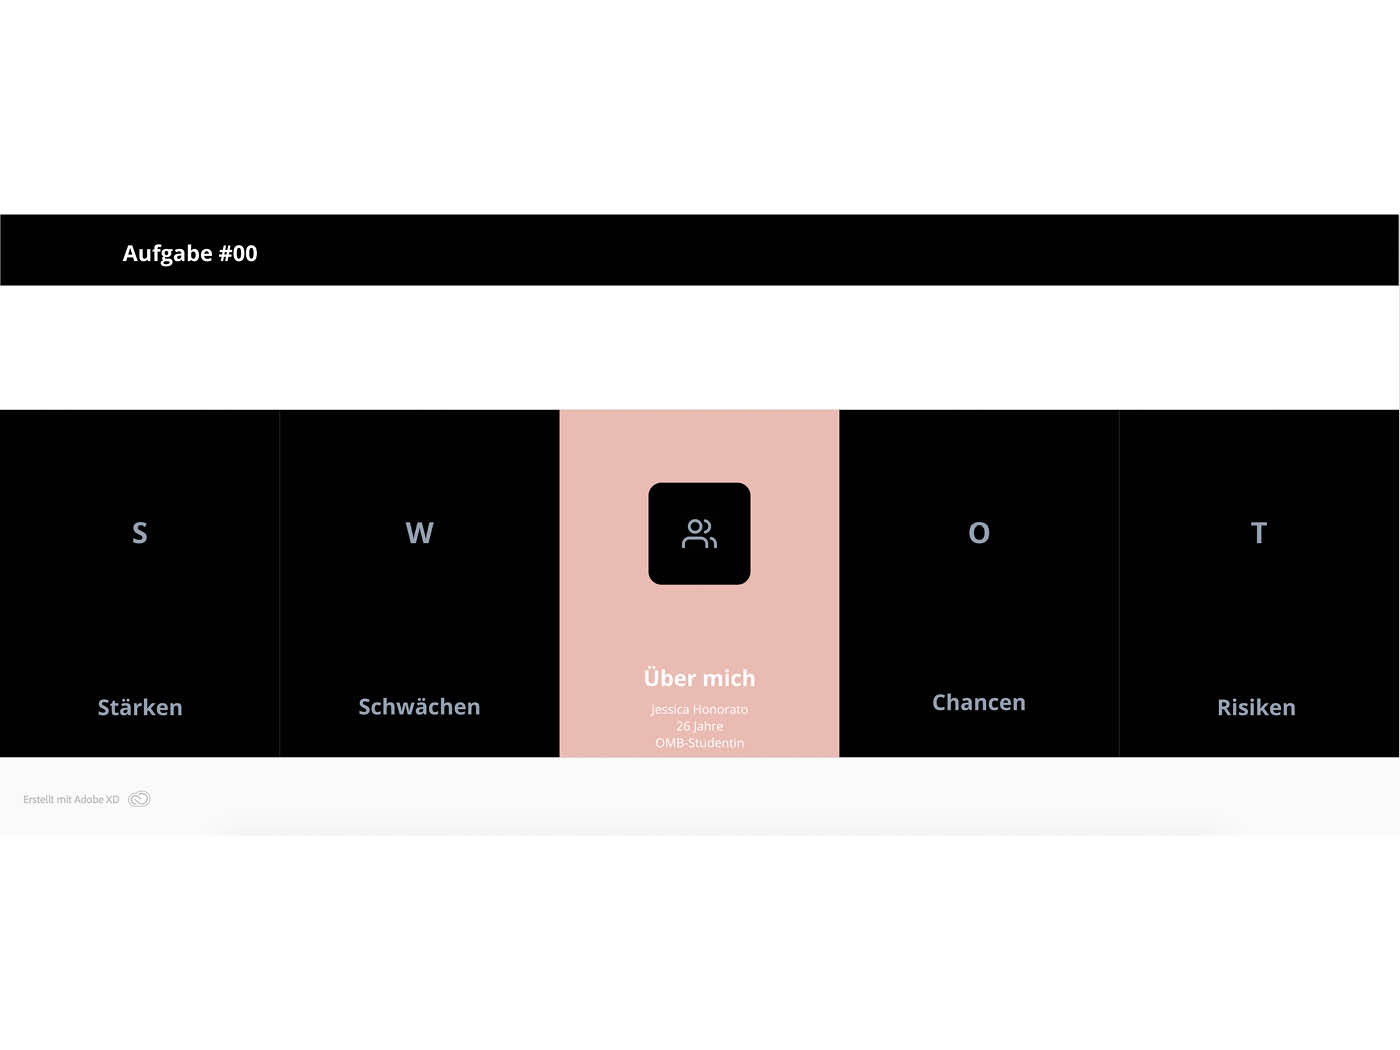 Aufgabe #00
S
Stärken
W
Schwächen
Über mich
Jessica Honorato
26 Jahre
OMB-Studentin
O
Chancen
T
Risiken
Erstellt mit Adobe XD